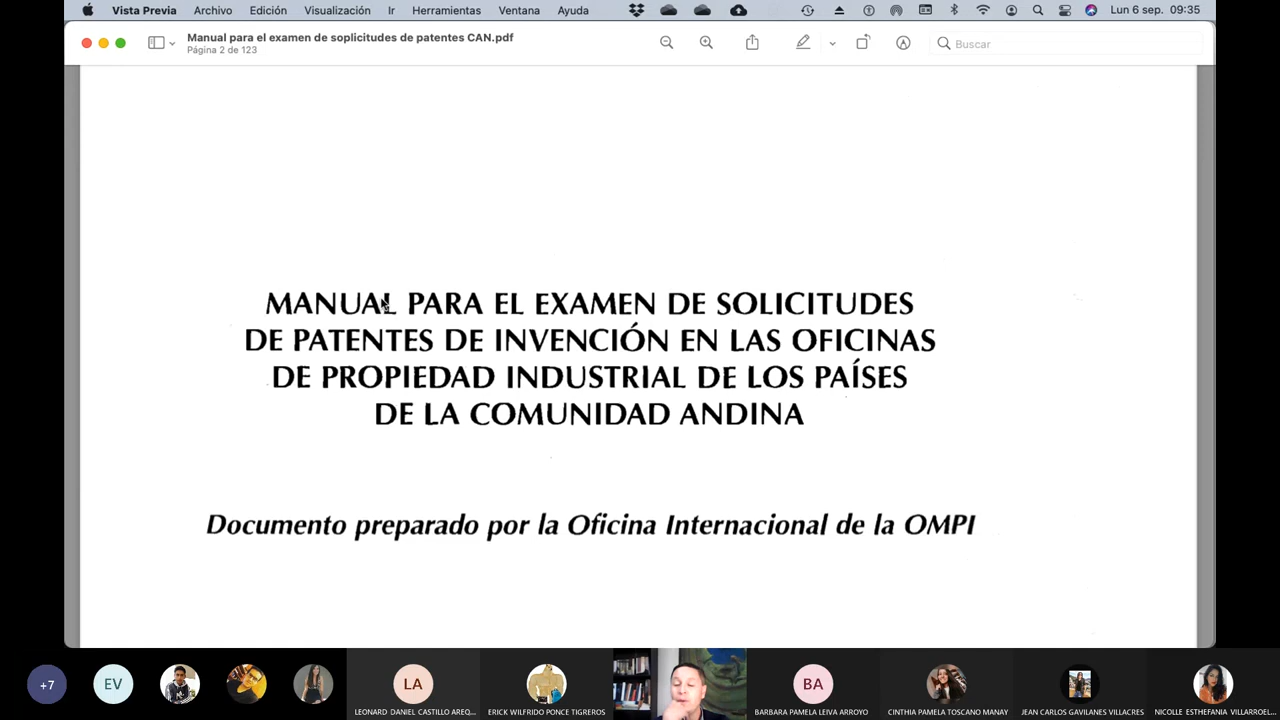 Vista Previa Archivo Edición Visualización Ir Herramientas Ventana Ayuda Lun 6 sep. 09:35
Manual para el examen de soplicitudes de patentes CAN.pdf
Página 2 de 123
Buscar
MANUAL PARA EL EXAMEN DE SOLICITUDES
DE PATENTES DE INVENCIÓN EN LAS OFICINAS
DE PROPIEDAD INDUSTRIAL DE LOS PAÍSES
DE LA COMUNIDAD ANDINA
Documento preparado por la Oficina Internacional de la OMPI
+7 EV LA BA
LEONARD DANIEL CASTILLO AREQ... ERICK WILFRIDO PONCE TIGREROS BARBARA PAMELA LEIVA ARROYO CINTHIA PAMELA TOSCANO MANAY JEAN CARLOS GAVILANES VILLACRES NICOLE ESTHEFANIA VILLARROEL...